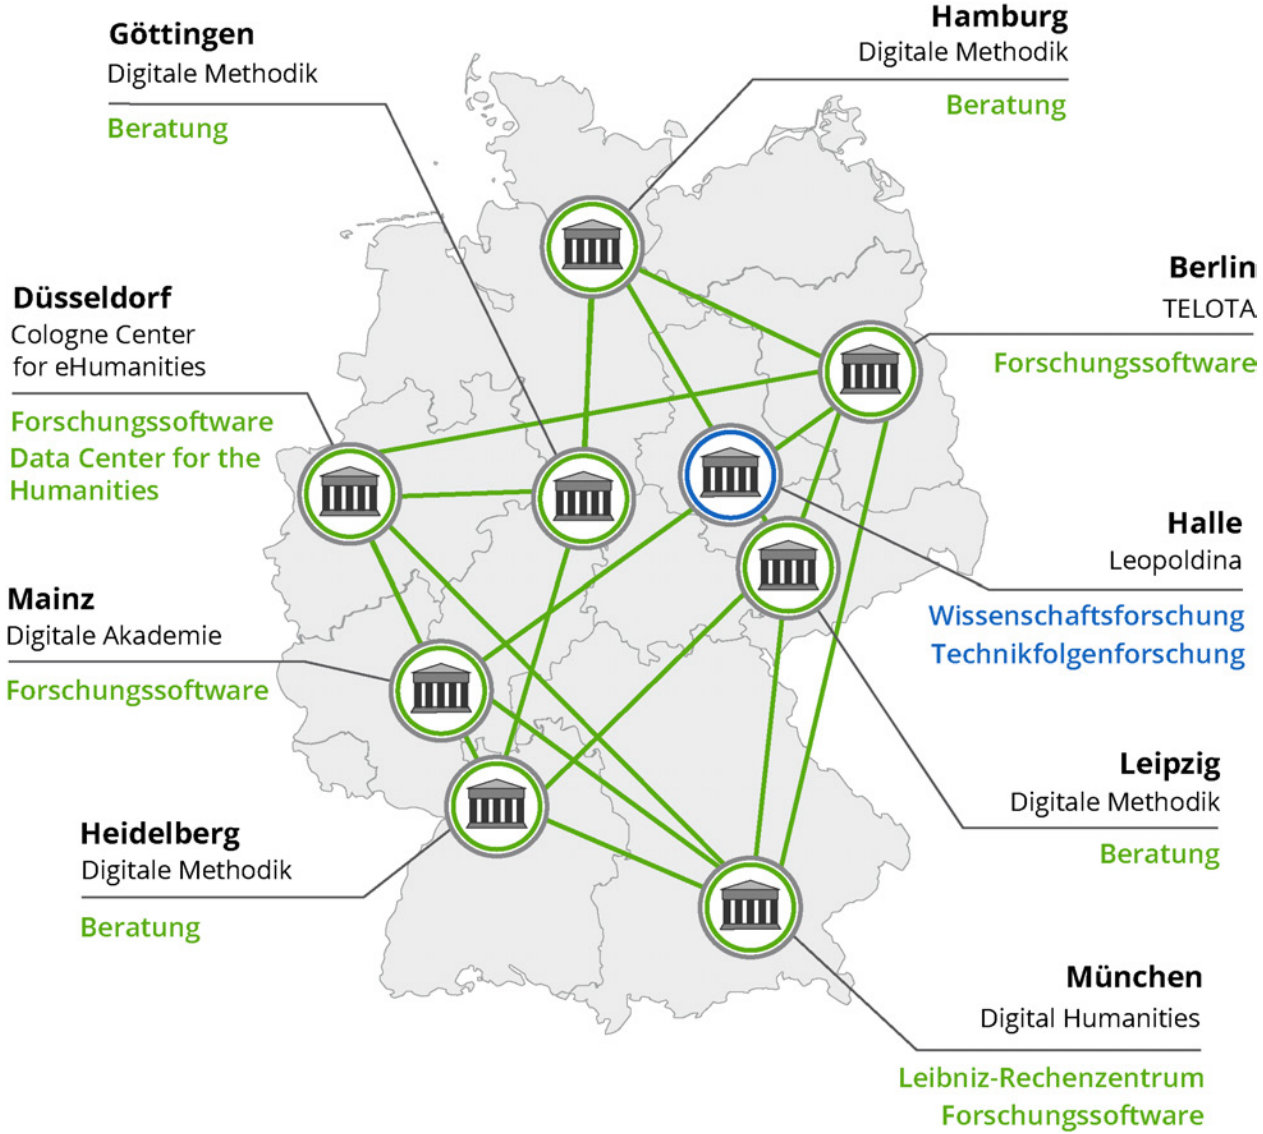 Göttingen
Digitale Methodik
Beratung
Hamburg
Digitale Methodik
Beratung
Berlin
TELOTA
Forschungssoftware
Düsseldorf
Cologne Center
for eHumanities
Forschungssoftware
Data Center for the
Humanities
Halle
Leopoldina
Wissenschaftsforschung
Technikfolgenforschung
Mainz
Digitale Akademie
Forschungssoftware
Leipzig
Digitale Methodik
Beratung
Heidelberg
Digitale Methodik
Beratung
München
Digital Humanities
Leibniz-Rechenzentrum
Forschungssoftware